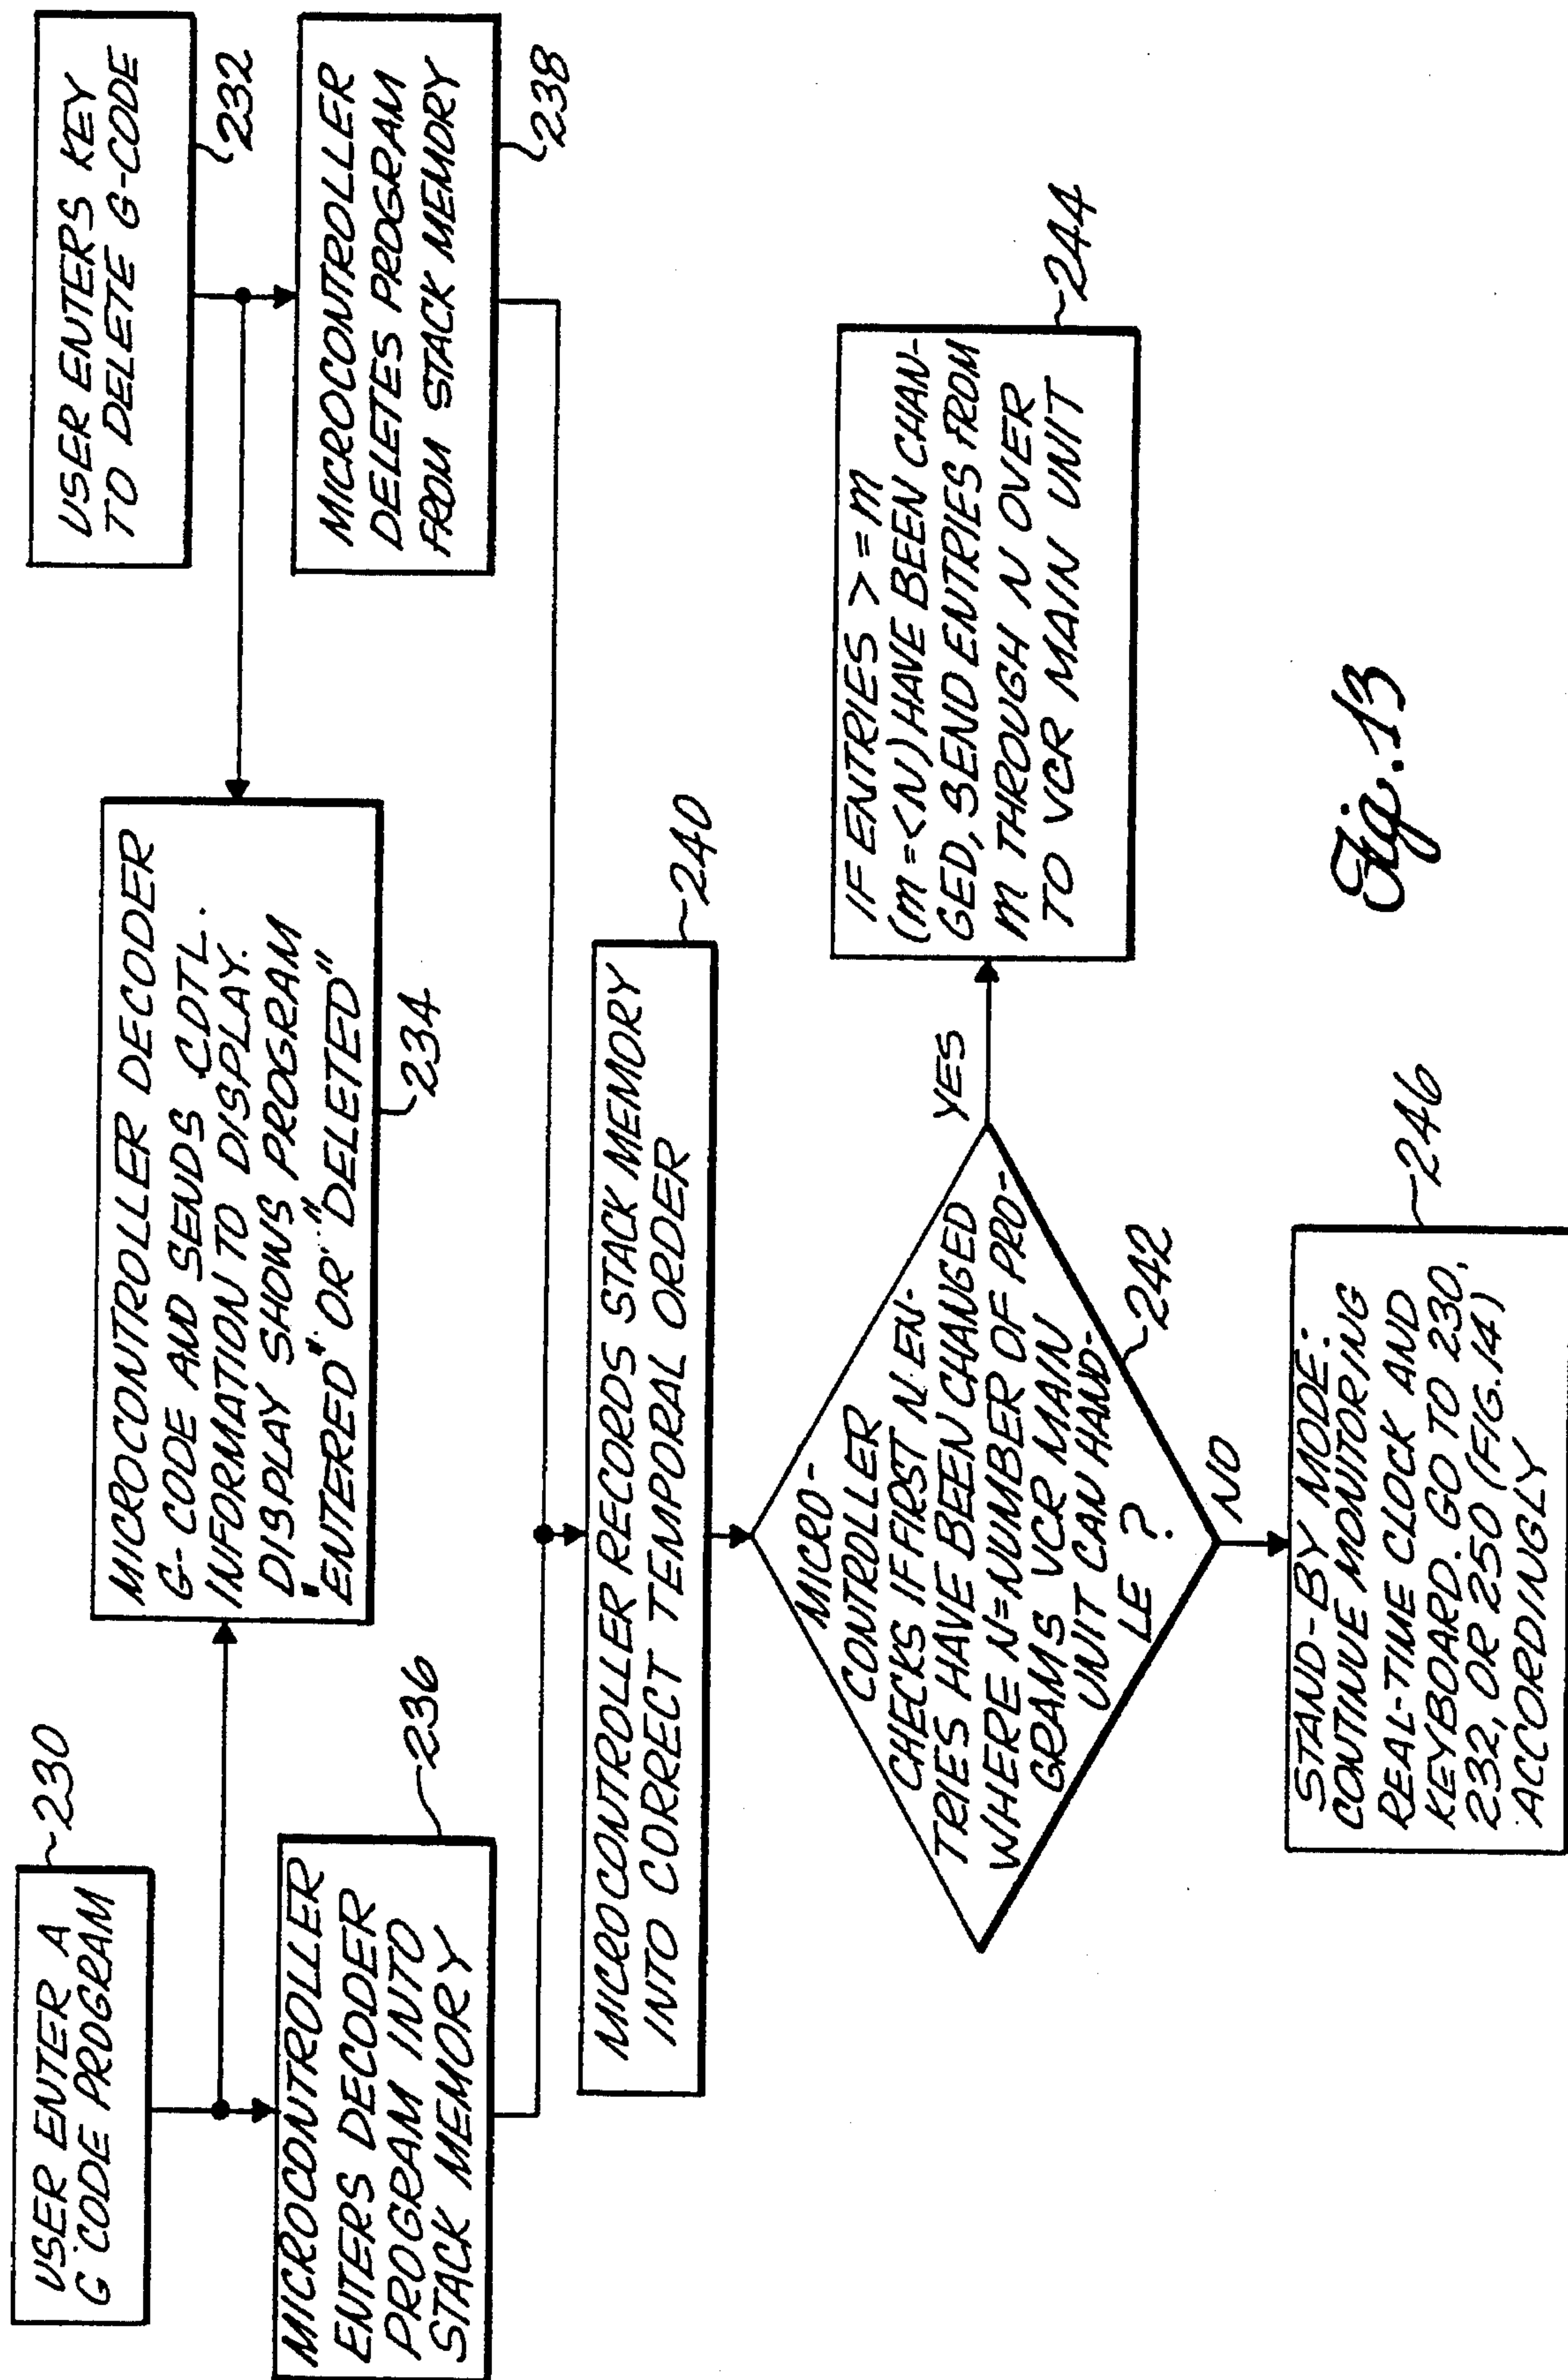 USER ENTER A
G CODE PROGRAM
230
USER ENTERS KEY
TO DELETE G-CODE
232
MICROCONTROLLER DECODER
G-CODE AND SENDS CDTL.
INFORMATION TO DISPLAY.
DISPLAY SHOWS PROGRAM
"ENTERED" OR "DELETED"
234
MICROCONTROLLER
ENTERS DECODER
PROGRAM INTO
STACK MEMORY
236
MICROCONTROLLER
DELETES PROGRAM
FROM STACK MEMORY
238
MICROCONTROLLER RECORDS STACK MEMORY
INTO CORRECT TEMPORAL ORDER
240
MICRO-
CONTROLLER
CHECKS IF FIRST N EN-
TRIES HAVE BEEN CHANGED
WHERE N=NUMBER OF PRO-
GRAMS VCR MAIN
UNIT CAN HAND-
LE ?
242
YES
IF ENTRIES >=m
(m=<N) HAVE BEEN CHAN-
GED, SEND ENTRIES FROM
m THROUGH N OVER
TO VCR MAIN UNIT
244
NO
STAND-BY MODE:
CONTINUE MONITORING
REAL-TIME CLOCK AND
KEYBOARD. GO TO 230,
232, OR 250 (FIG.14)
ACCORDINGLY
246
Fig. 13